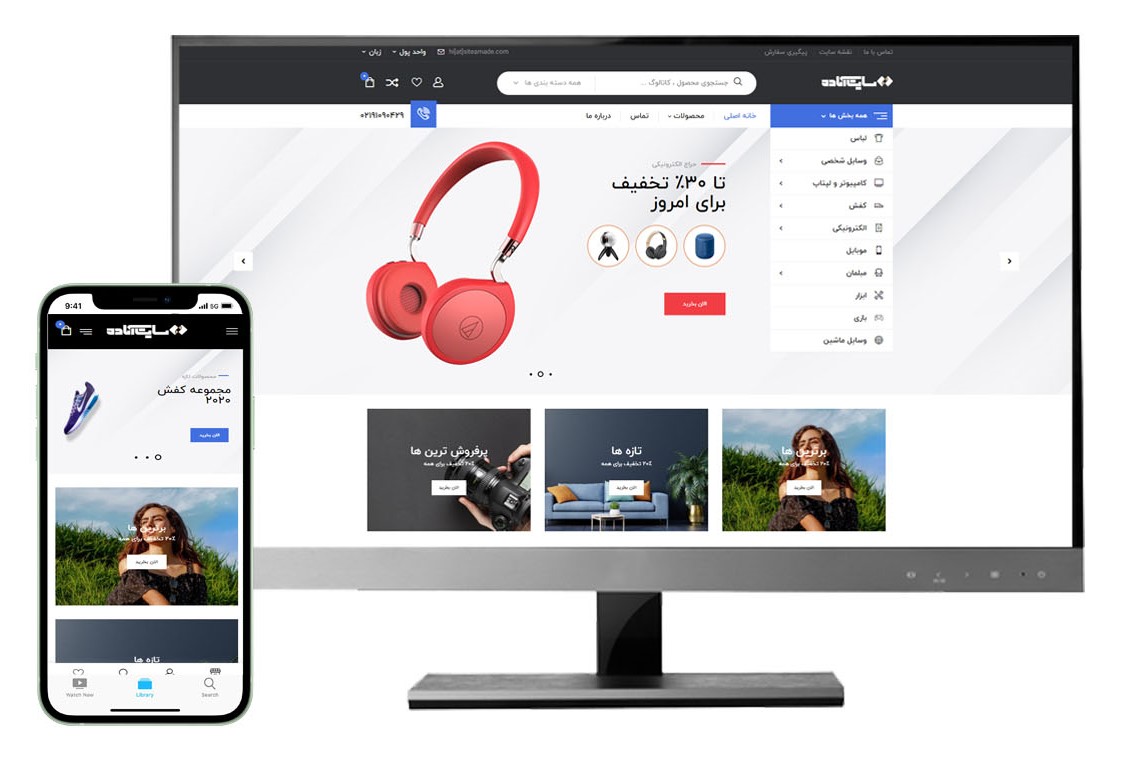 تماس با ما نقشه سایت پیگیری سفارش
hi[at]siteamade.com واحد پول زبان
سایت آماده
جستجوی محصول ، کاتالوگ ... همه دسته بندی ها
0
همه بخش ها
خانه اصلی محصولات تماس درباره ما
۰۲۱۹۱۰۹۰۴۲۹
لباس
وسایل شخصی
کامپیوتر و لپتاپ
کفش
الکترونیکی
موبایل
مبلمان
ابزار
بازی
وسایل ماشین
حراج الکترونیکی
تا ۳۰٪ تخفیف
برای امروز
الان بخرید
برترین ها
۲۰٪ تخفیف برای همه
الان بخرید
تازه ها
۲۰٪ تخفیف برای همه
الان بخرید
پرفروش ترین ها
۲۰٪ تخفیف برای همه
الان بخرید
9:41 5G
سایت آماده
0
محصولات تازه
مجموعه کفش
۲۰۲۰
الان بخرید
برترین ها
۲۰٪ تخفیف برای همه
الان بخرید
تازه ها
Watch Now Library Search